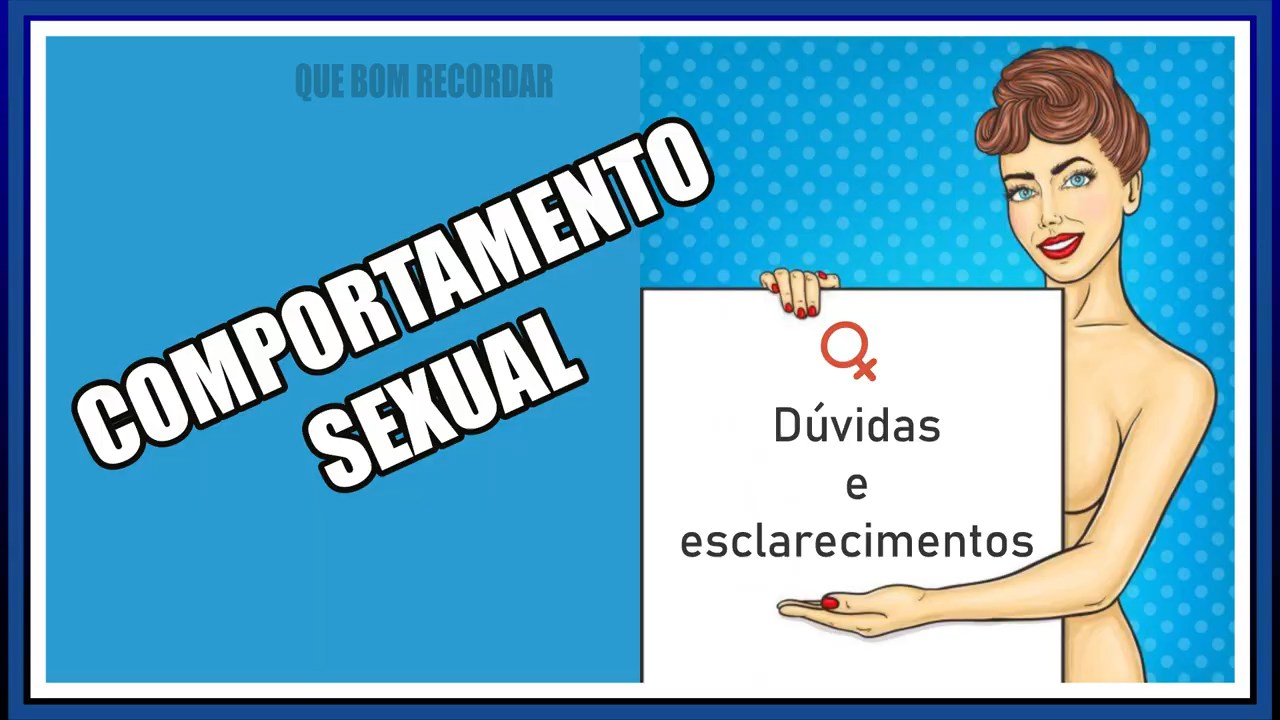 QUE BOM RECORDAR
COMPORTAMENTO
SEXUAL
Dúvidas
e
esclarecimentos